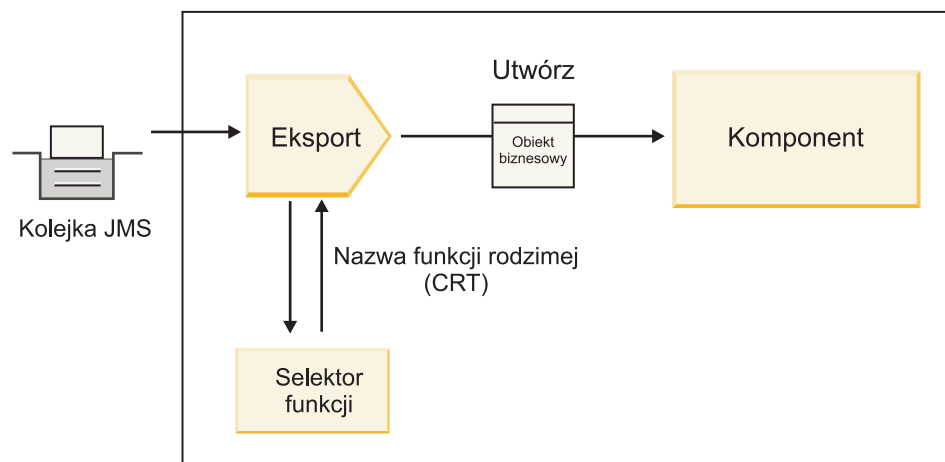 Utwórz
Eksport
Obiekt
biznesowy
Komponent
Kolejka JMS
Nazwa funkcji rodzimej
(CRT)
Selektor
funkcji